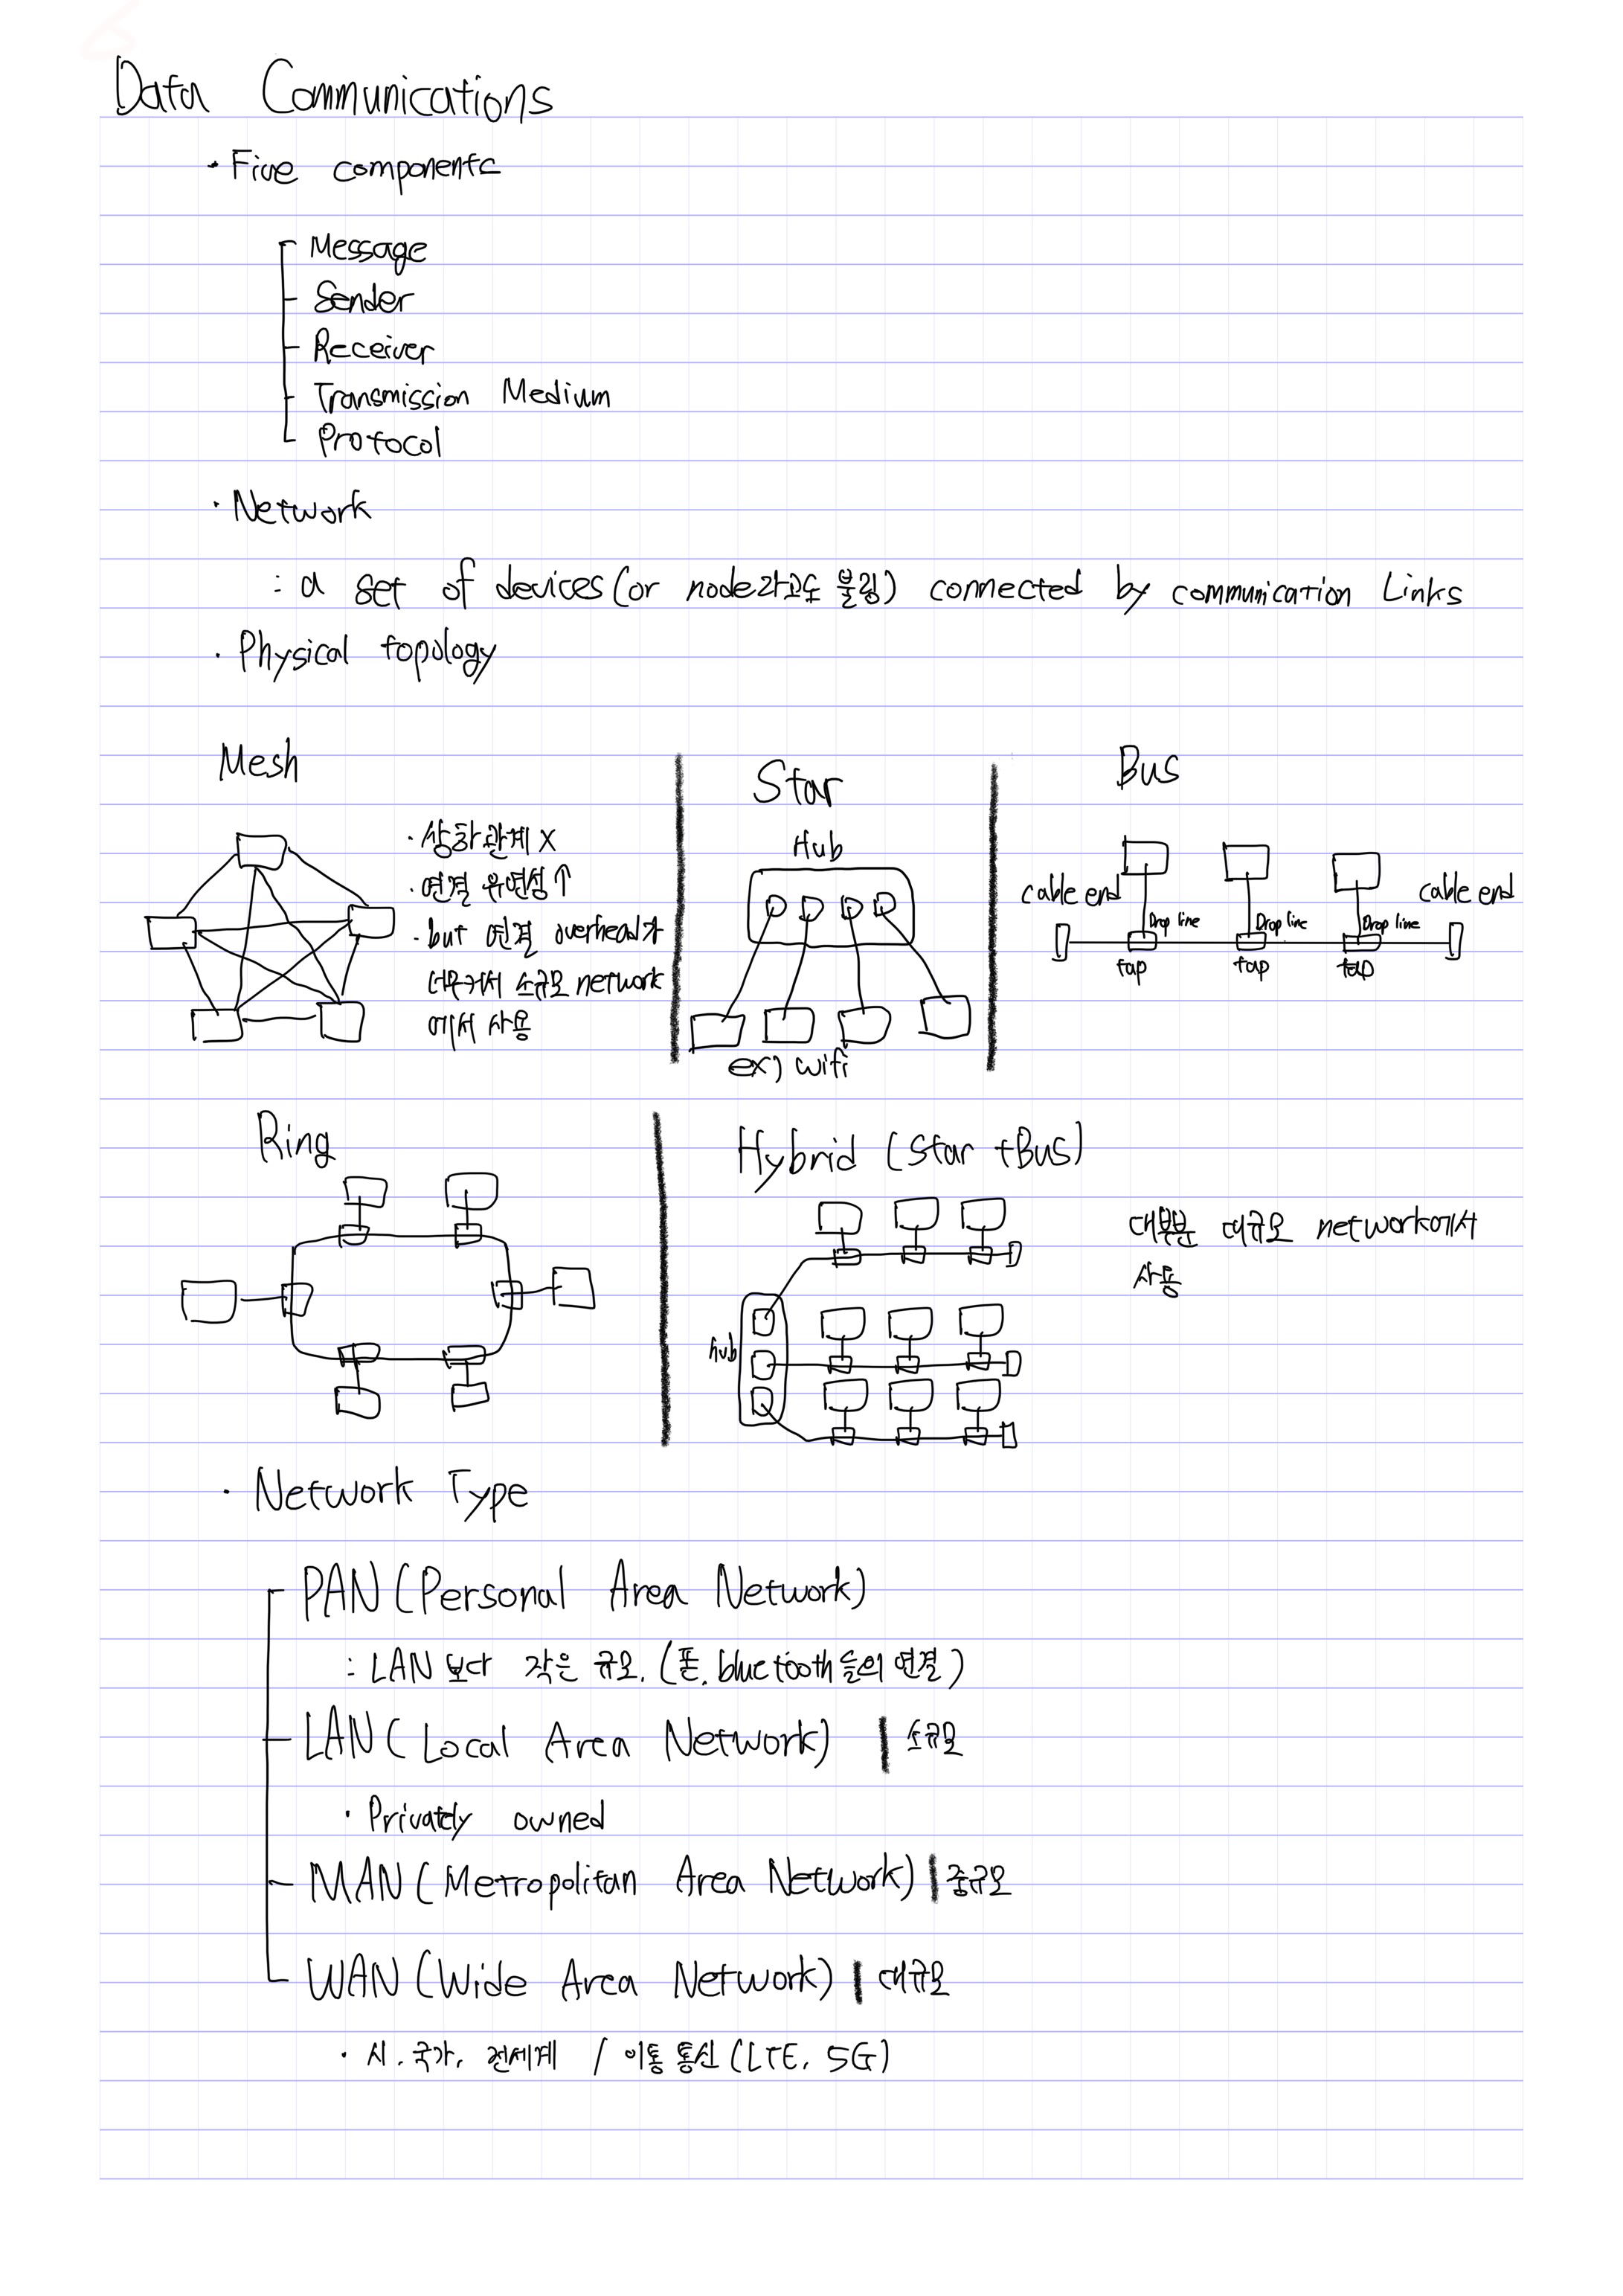 Data Communications
· Five components
Message
Sender
Receiver
Transmission Medium
Protocol
· Network
: a set of devices (or node라고도 불림) connected by communication Links
· Physical topology
Mesh
· 상하관계 X
· 연결 유연성 ↑
· but 연결 overhead가
너무커서 소규모 network
에서 사용
Star
Hub
ex) wifi
Bus
cable end
cable end
Drop line
Drop line
Drop line
tap
tap
tap
Ring
Hybrid (Star + Bus)
hub
대부분 대규모 network에서
사용
· Network Type
PAN (Personal Area Network)
: LAN 보다 작은 규모. (폰. bluetooth 등의 연결)
LAN (Local Area Network) | 소규모
· Privately owned
MAN (Metropolitan Area Network) | 중규모
WAN (Wide Area Network) | 대규모
· 시. 국가. 전세계 / 이동 통신 (LTE. 5G)